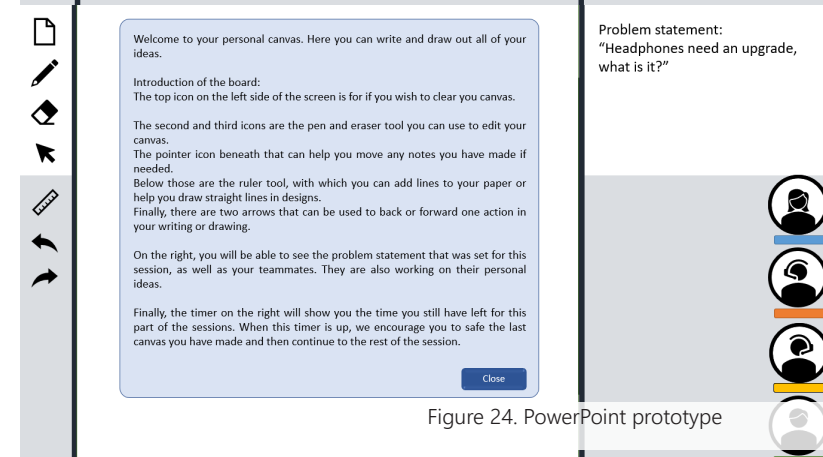 Welcome to your personal canvas. Here you can write and draw out all of your
ideas.
Introduction of the board:
The top icon on the left side of the screen is for if you wish to clear you canvas.
The second and third icons are the pen and eraser tool you can use to edit your
canvas.
The pointer icon beneath that can help you move any notes you have made if
needed.
Below those are the ruler tool, with which you can add lines to your paper or
help you draw straight lines in designs.
Finally, there are two arrows that can be used to back or forward one action in
your writing or drawing.
On the right, you will be able to see the problem statement that was set for this
session, as well as your teammates. They are also working on their personal
ideas.
Finally, the timer on the right will show you the time you still have left for this
part of the sessions. When this timer is up, we encourage you to safe the last
canvas you have made and then continue to the rest of the session.
Close
Problem statement:
“Headphones need an upgrade,
what is it?”
Figure 24. PowerPoint prototype